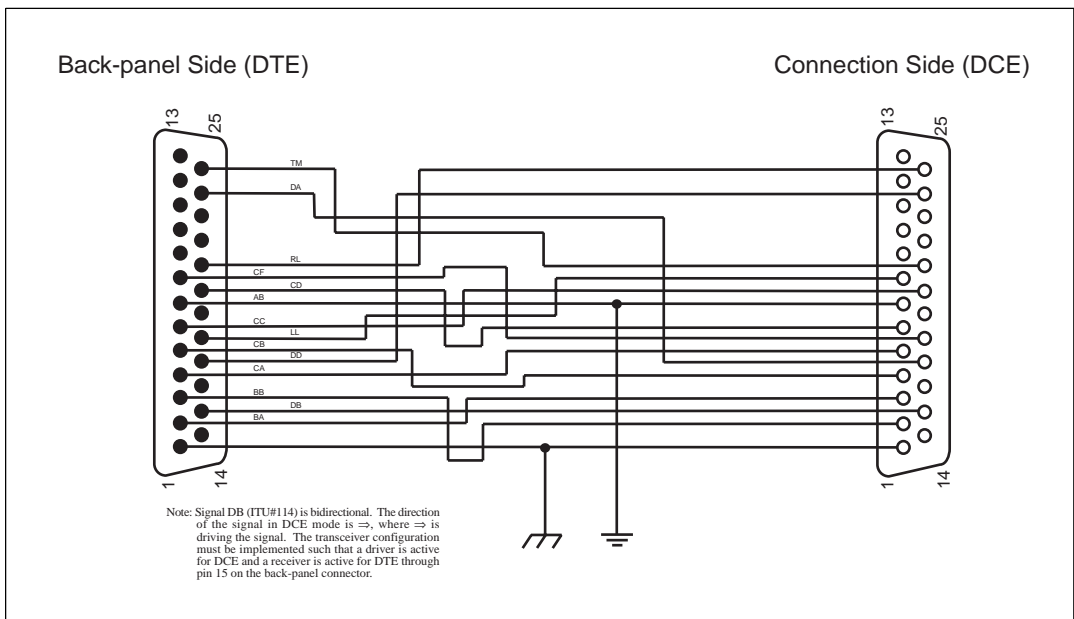 Back-panel Side (DTE)
Connection Side (DCE)
13
25
13
25
TM
DA
RL
CF
CD
AB
CC
LL
CB
DD
CA
BB
DB
BA
1
14
1
14
Note: Signal DB (ITU#114) is bidirectional. The direction
of the signal in DCE mode is ⇒, where ⇒ is
driving the signal. The transceiver configuration
must be implemented such that a driver is active
for DCE and a receiver is active for DTE through
pin 15 on the back-panel connector.